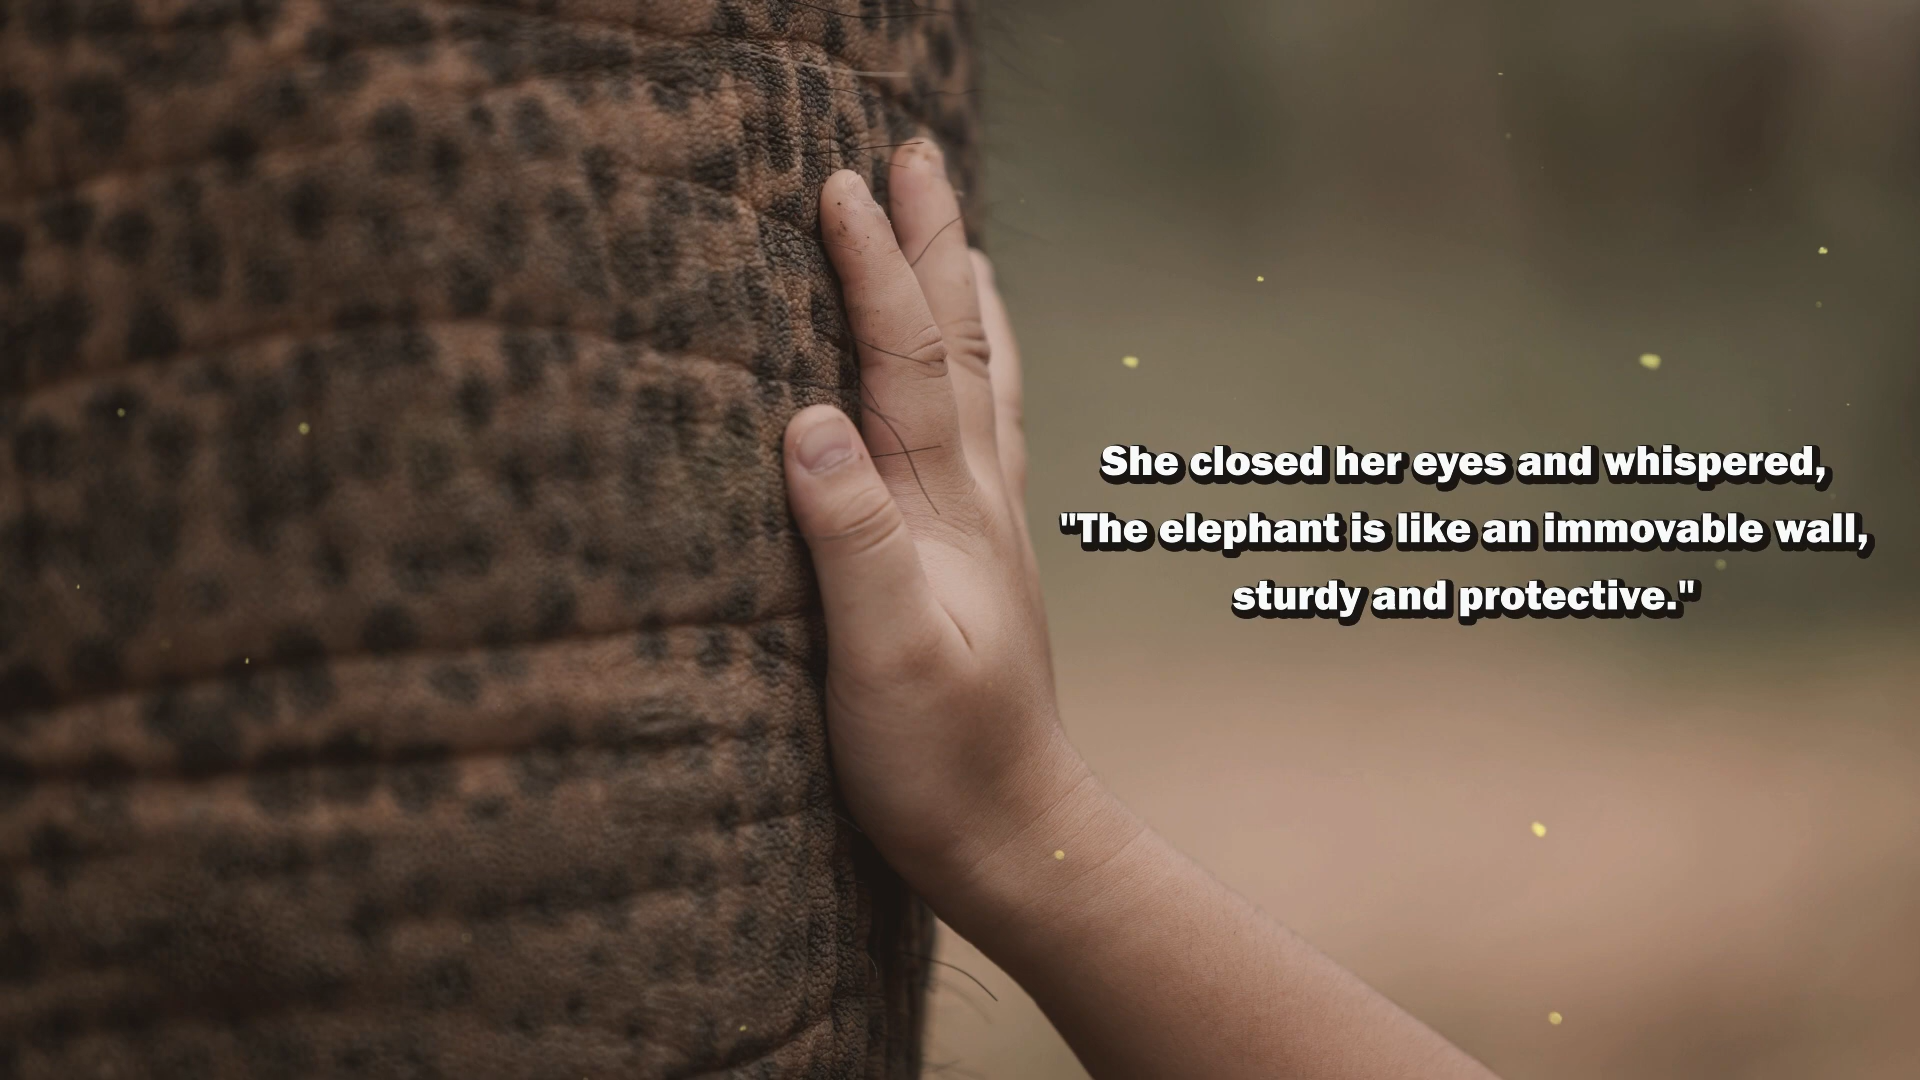 She closed her eyes and whispered,
"The elephant is like an immovable wall,
sturdy and protective."